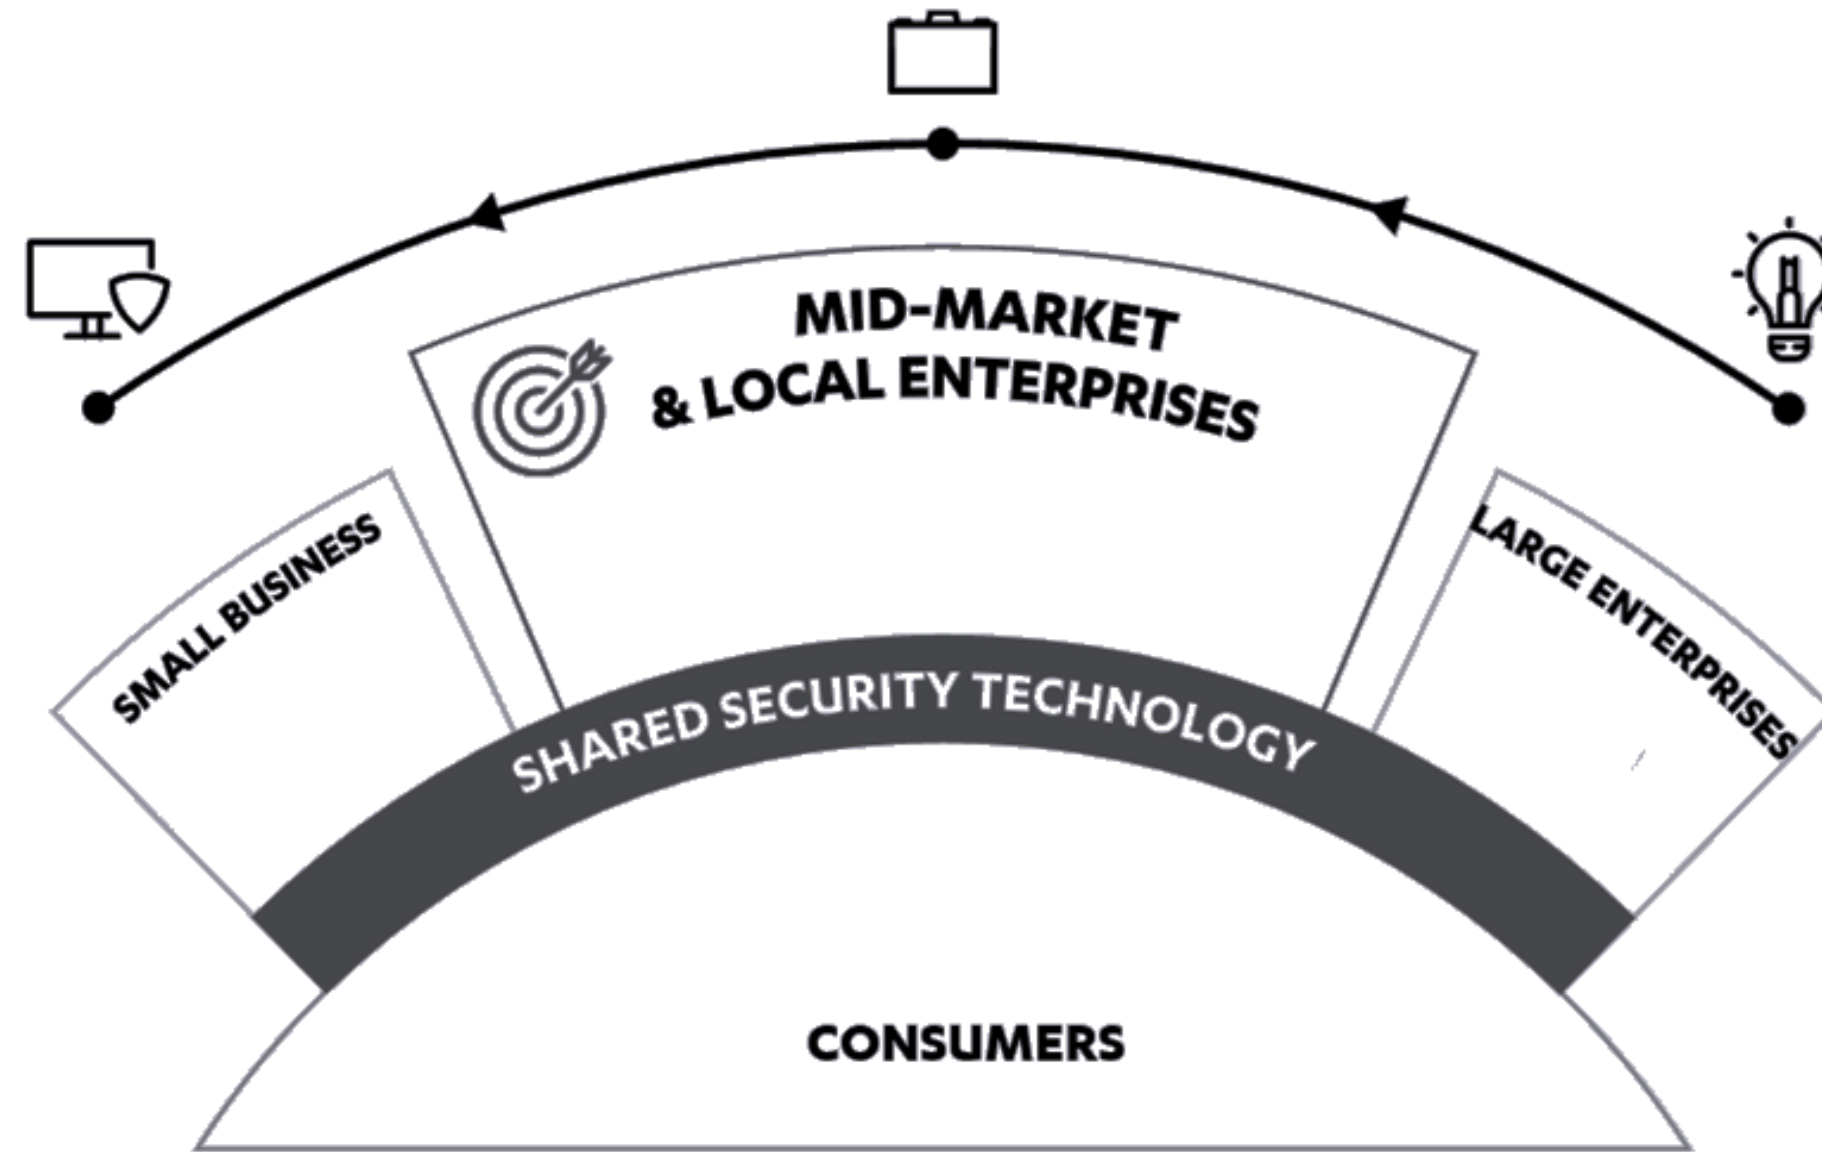 MID-MARKET
& LOCAL ENTERPRISES
SMALL BUSINESS
LARGE ENTERPRISES
SHARED SECURITY TECHNOLOGY
CONSUMERS